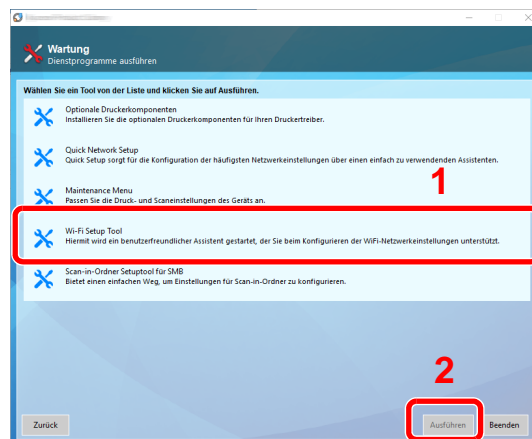 Wartung
Dienstprogramme ausführen
Wählen Sie ein Tool von der Liste und klicken Sie auf Ausführen.
Optionale Druckerkomponenten
Installieren Sie die optionalen Druckerkomponenten für Ihren Druckertreiber.
Quick Network Setup
Quick Setup sorgt für die Konfiguration der häufigsten Netzwerkeinstellungen über einen einfach zu verwendenden Assistenten.
1
Maintenance Menu
Passen Sie die Druck- und Scaneinstellungen des Geräts an.
Wi-Fi Setup Tool
Hiermit wird ein benutzerfreundlicher Assistent gestartet, der Sie beim Konfigurieren der WiFi-Netzwerkeinstellungen unterstützt.
Scan-in-Ordner Setuptool für SMB
Bietet einen einfachen Weg, um Einstellungen für Scan-in-Ordner zu konfigurieren.
2
Zurück
Ausführen
Beenden